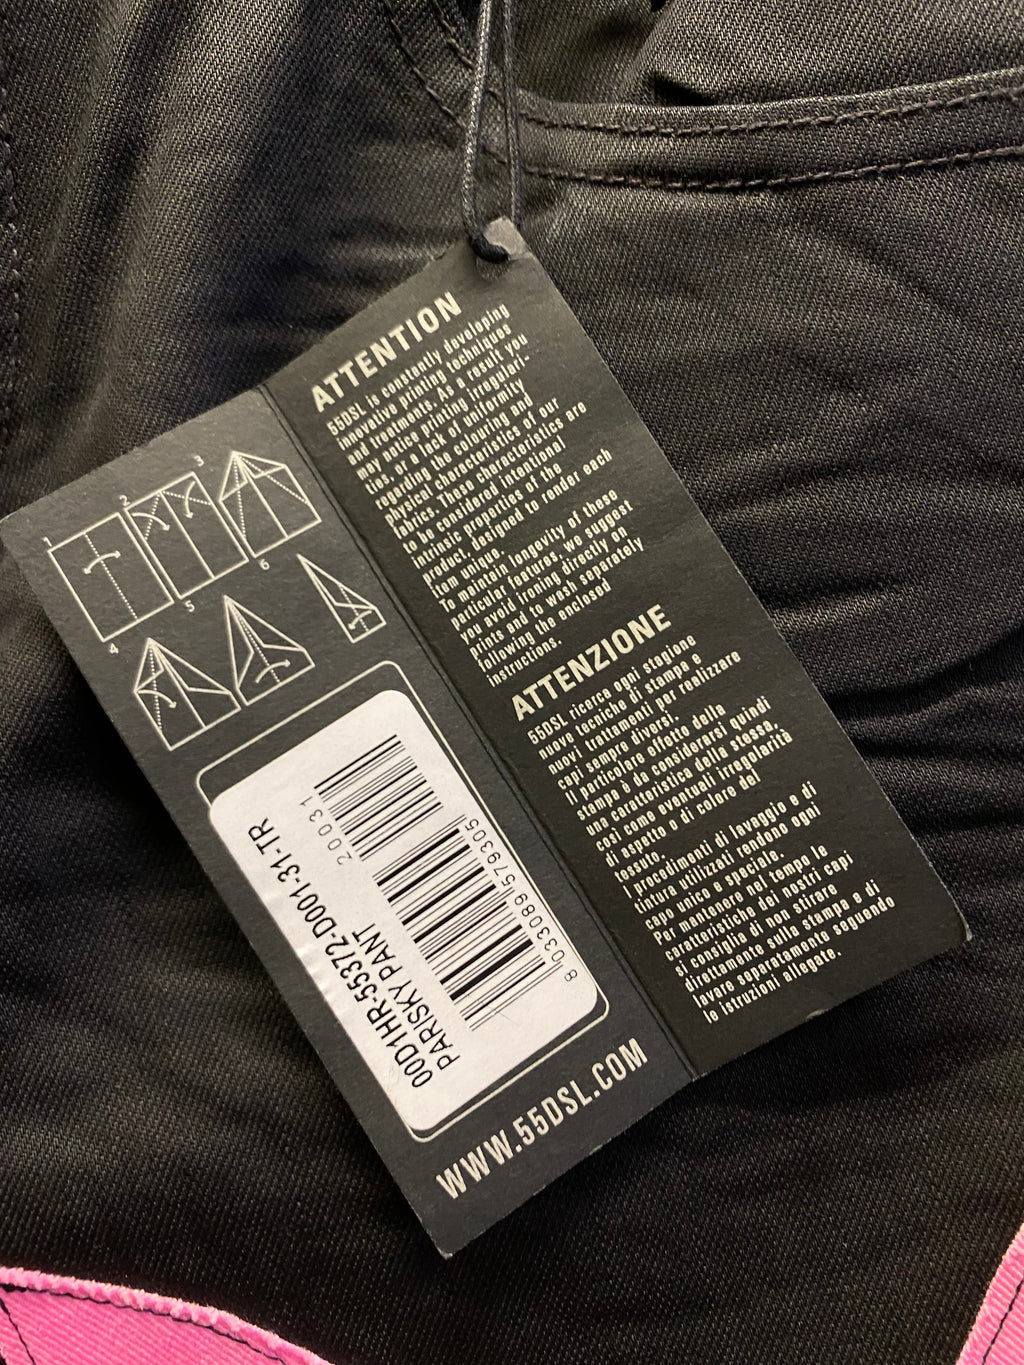 ATTENTION
55DSL is constantly developing
innovative printing techniques
and treatments. As a result you
may notice printing irregulari-
ties, or a lack of uniformity
regarding the colouring and
physical characteristics of our
fabrics. These characteristics are
to be considered intentional
intrinsic properties of the
product, designed to render each
item unique.
To maintain longevity of these
particular features, we suggest
you avoid ironing directly on
prints and to wash separately
following the enclosed
instructions.
ATTENZIONE
55DSL ricerca ogni stagione
nuove tecniche di stampa e
nuovi trattamenti per realizzare
capi sempre diversi.
Il particolare effetto della
stampa è da considerarsi quindi
una caratteristica della stessa,
così come eventuali irregolarità
di aspetto o di colore del
tessuto.
I procedimenti di lavaggio e di
tintura utilizzati rendono ogni
capo unico e speciale.
Per mantenere nel tempo le
caratteristiche dei nostri capi
si consiglia di non stirare
direttamente sulla stampa e di
lavare separatamente seguendo
le istruzioni allegate.
1
2
3
4
5
6
20031
8 033089 579305
00D1HR-55372-D001-31-TR
PARISKY PANT
WWW.55DSL.COM